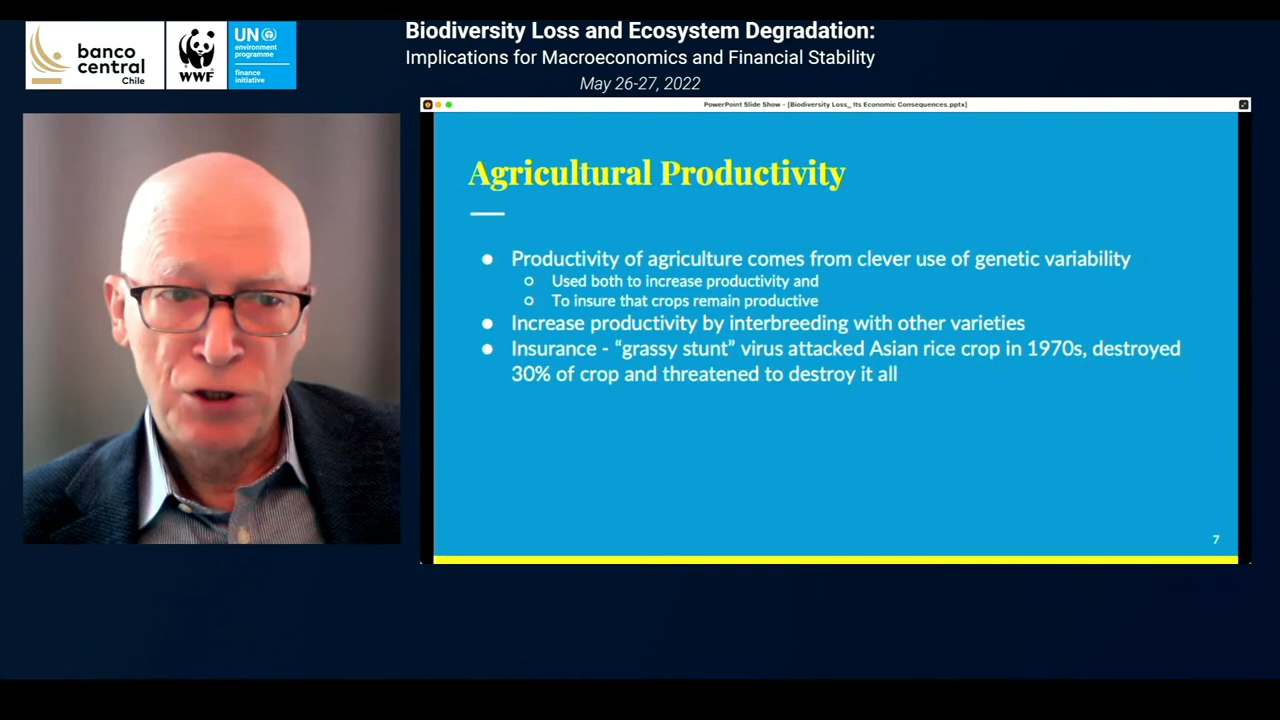 banco
central
Chile
WWF
UN
environment
programme
finance
initiative
Biodiversity Loss and Ecosystem Degradation:
Implications for Macroeconomics and Financial Stability
May 26-27, 2022
PowerPoint Slide Show - [Biodiversity Loss_ Its Economic Consequences.pptx]
Agricultural Productivity
Productivity of agriculture comes from clever use of genetic variability
Used both to increase productivity and
To insure that crops remain productive
Increase productivity by interbreeding with other varieties
Insurance - “grassy stunt” virus attacked Asian rice crop in 1970s, destroyed
30% of crop and threatened to destroy it all
7